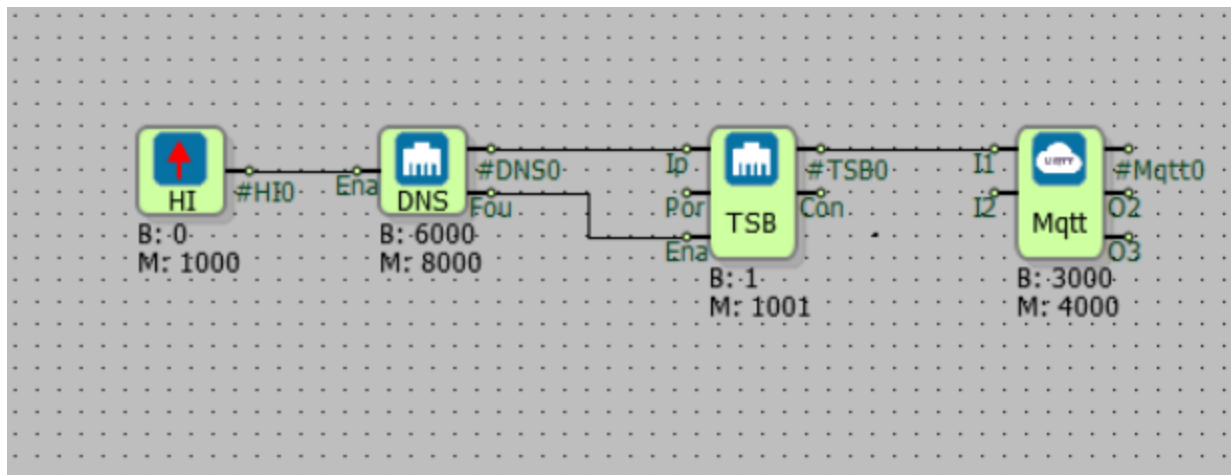 HI
#HI0
B: 0
M: 1000
Ena
DNS
#DNS0
Fou
B: 6000
M: 8000
Ip
Por
Ena
TSB
#TSB0
Con
B: 1
M: 1001
I1
I2
Mqtt
#Mqtt0
O2
O3
B: 3000
M: 4000